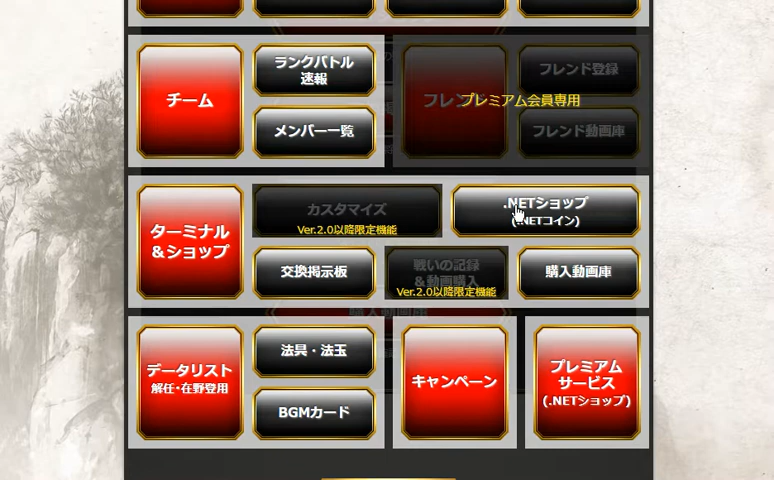 チーム
ランクバトル
速報
メンバー一覧
フレンド
プレミアム会員専用
フレンド登録
フレンド動画庫
ターミナル
&ショップ
カスタマイズ
Ver.2.0以降限定機能
.NETショップ
(.NETコイン)
交換掲示板
戦いの記録
&動画購入
Ver.2.0以降限定機能
購入動画庫
データリスト
解任・在野登用
法具・法玉
BGMカード
キャンペーン
プレミアム
サービス
(.NETショップ)